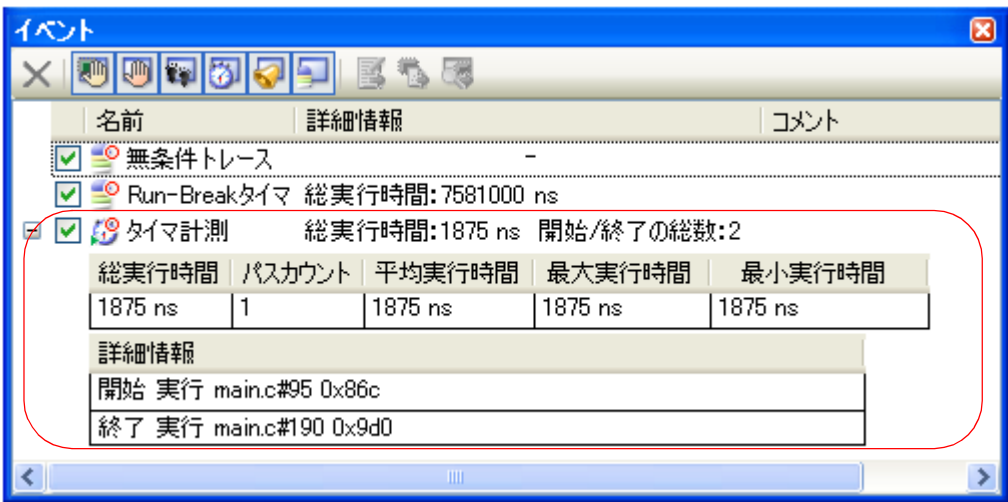 イベント
名前 詳細情報 コメント
無条件トレース -
Run-Breakタイマ 総実行時間:7581000 ns
タイマ計測 総実行時間:1875 ns 開始/終了の総数:2
総実行時間 パスカウント 平均実行時間 最大実行時間 最小実行時間
1875 ns 1 1875 ns 1875 ns 1875 ns
詳細情報
開始 実行 main.c#95 0x86c
終了 実行 main.c#190 0x9d0